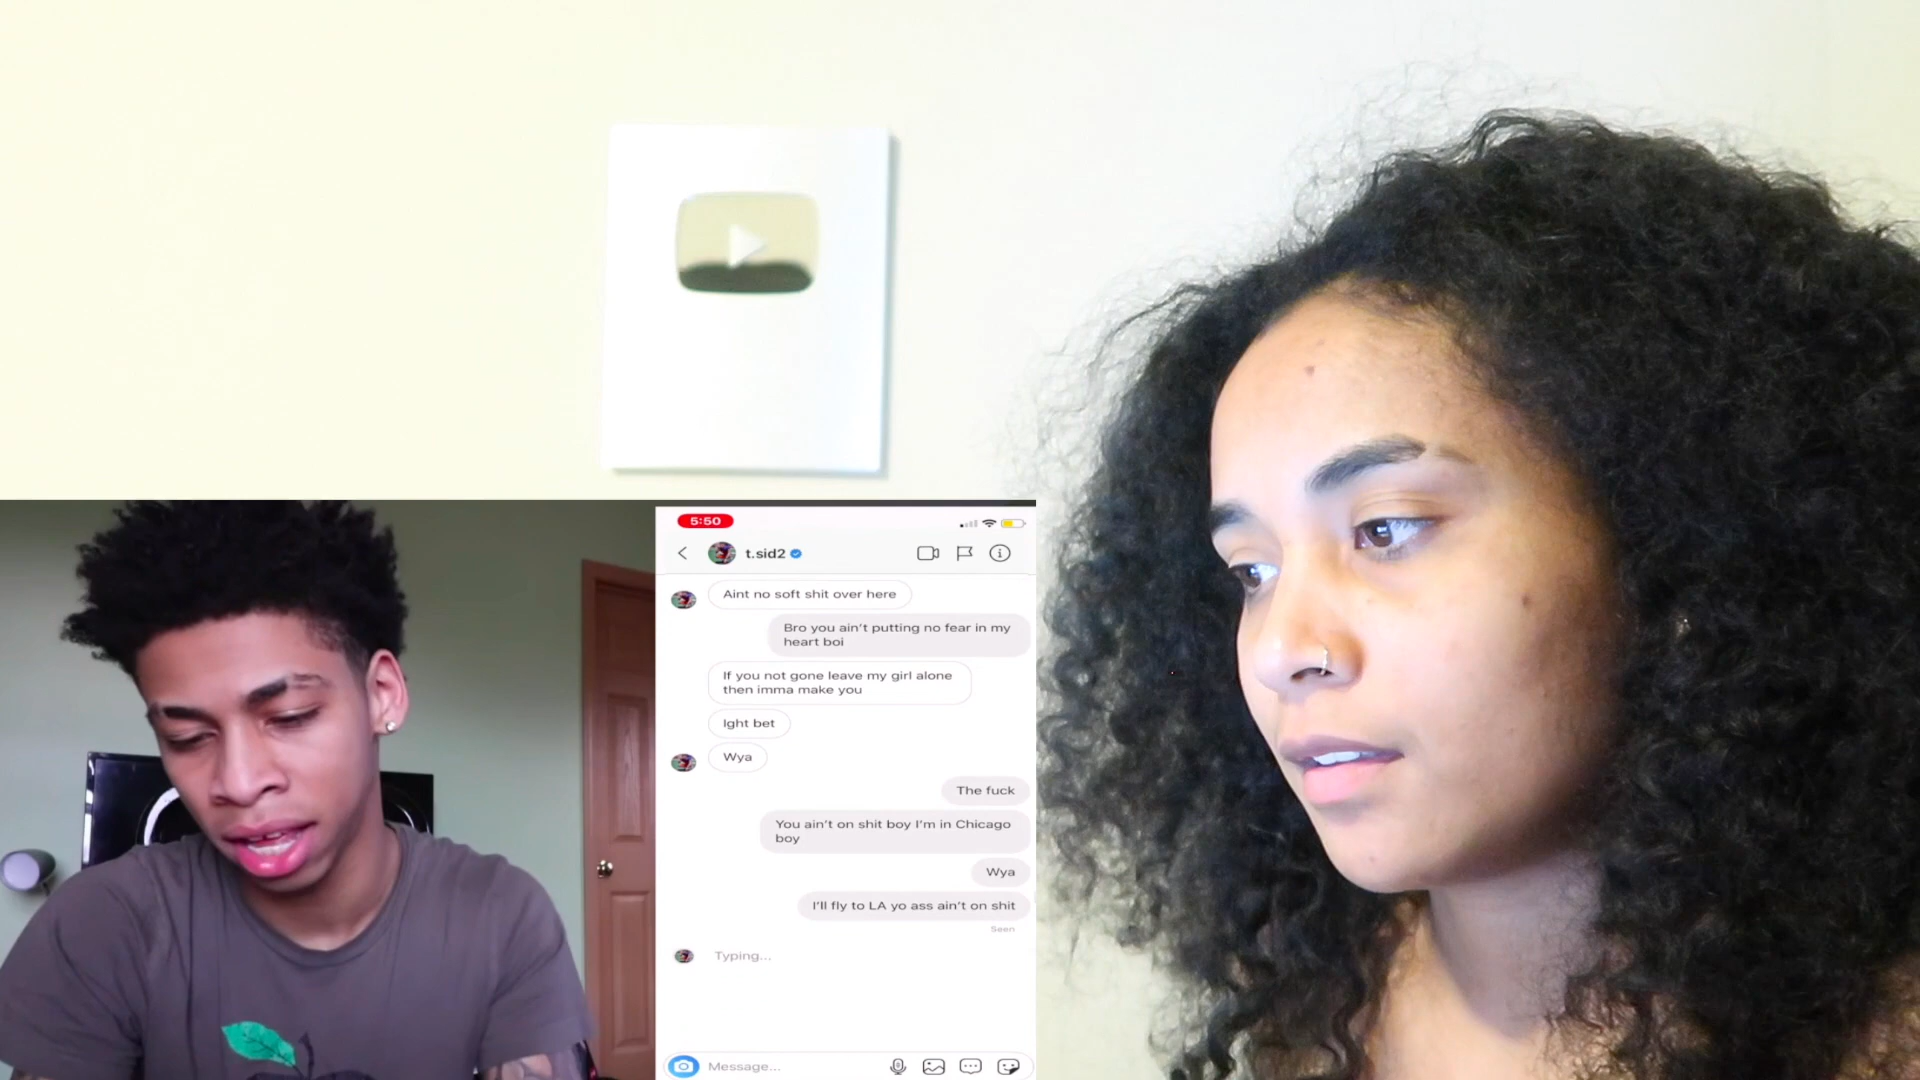 5:50
t.sid2
Aint no soft shit over here
Bro you ain't putting no fear in my
heart boi
If you not gone leave my girl alone
then imma make you
Ight bet
Wya
The fuck
You ain't on shit boy I'm in Chicago
boy
Wya
I'll fly to LA yo ass ain't on shit
Seen
Typing...
Message...